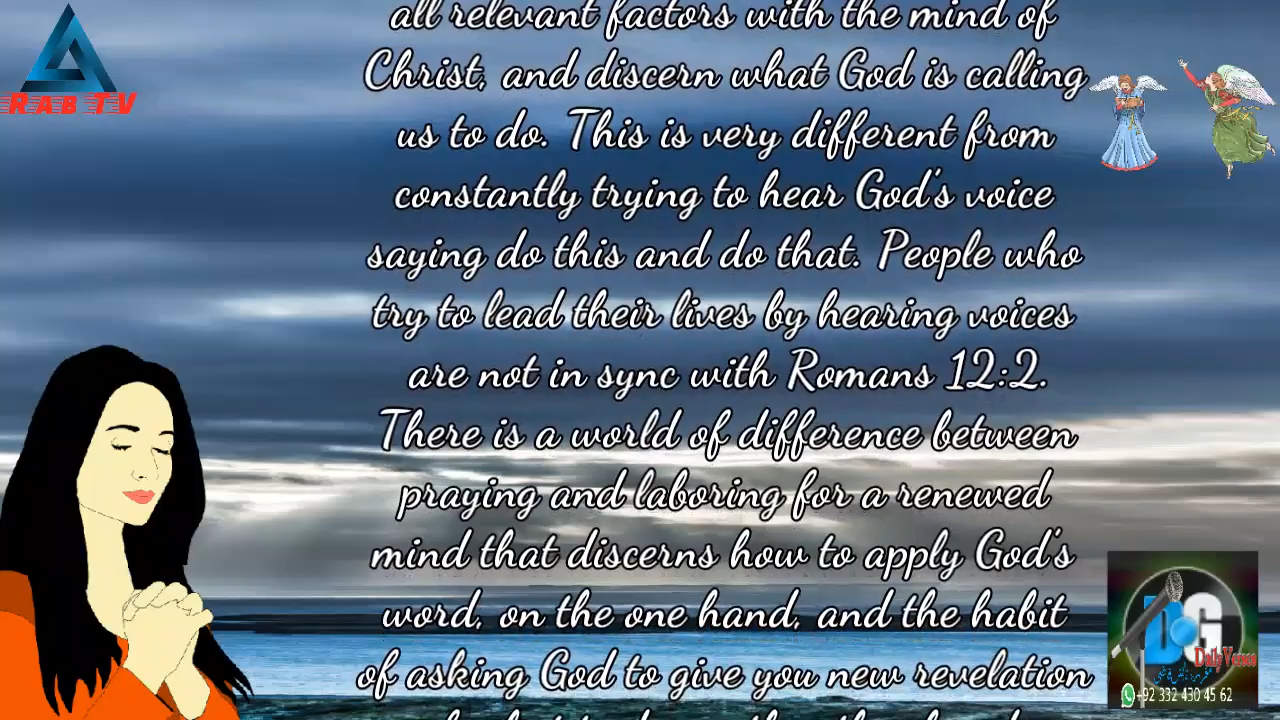 all relevant factors with the mind of
Christ, and discern what God is calling
us to do. This is very different from
constantly trying to hear God's voice
saying do this and do that. People who
try to lead their lives by hearing voices
are not in sync with Romans 12:2.
There is a world of difference between
praying and laboring for a renewed
mind that discerns how to apply God's
word, on the one hand, and the habit
of asking God to give you new revelation
RAB TV
DG
Daily Verses
+92 332 430 45 62